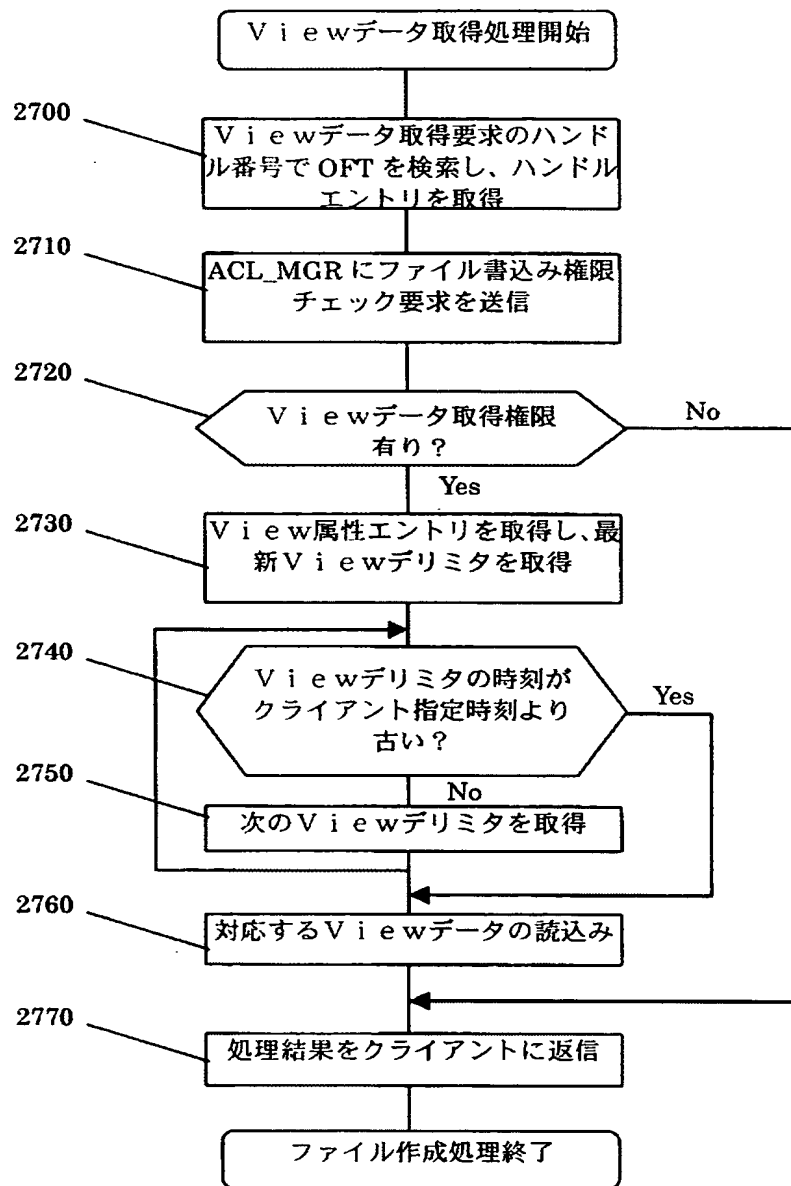 Ｖｉｅｗデータ取得処理開始
2700
Ｖｉｅｗデータ取得要求のハンド
ル番号で OFT を検索し、ハンドル
エントリを取得
2710
ACL_MGR にファイル書込み権限
チェック要求を送信
2720
Ｖｉｅｗデータ取得権限
有り？
No
Yes
2730
Ｖｉｅｗ属性エントリを取得し、最
新Ｖｉｅｗデリミタを取得
2740
Ｖｉｅｗデリミタの時刻が
クライアント指定時刻より
古い？
Yes
No
2750
次のＶｉｅｗデリミタを取得
2760
対応するＶｉｅｗデータの読込み
2770
処理結果をクライアントに返信
ファイル作成処理終了